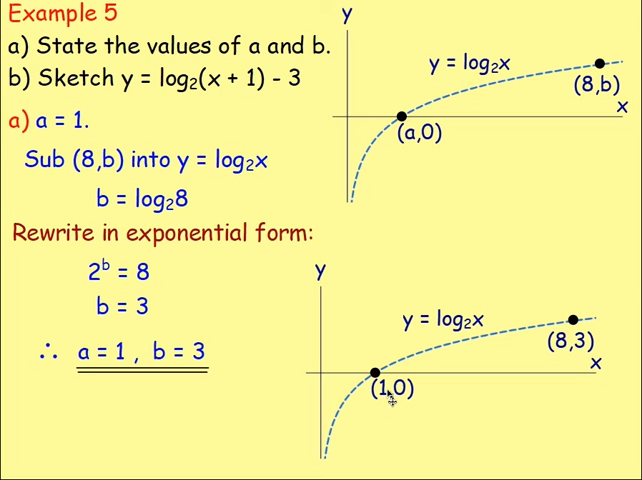 Example 5
a) State the values of a and b.
b) Sketch y = log₂(x + 1) - 3
a) a = 1.
Sub (8,b) into y = log₂x
b = log₂8
Rewrite in exponential form:
2ᵇ = 8
b = 3
∴ a = 1 , b = 3
y
y = log₂x
(8,b)
x
(a,0)
y
y = log₂x
(8,3)
x
(1,0)